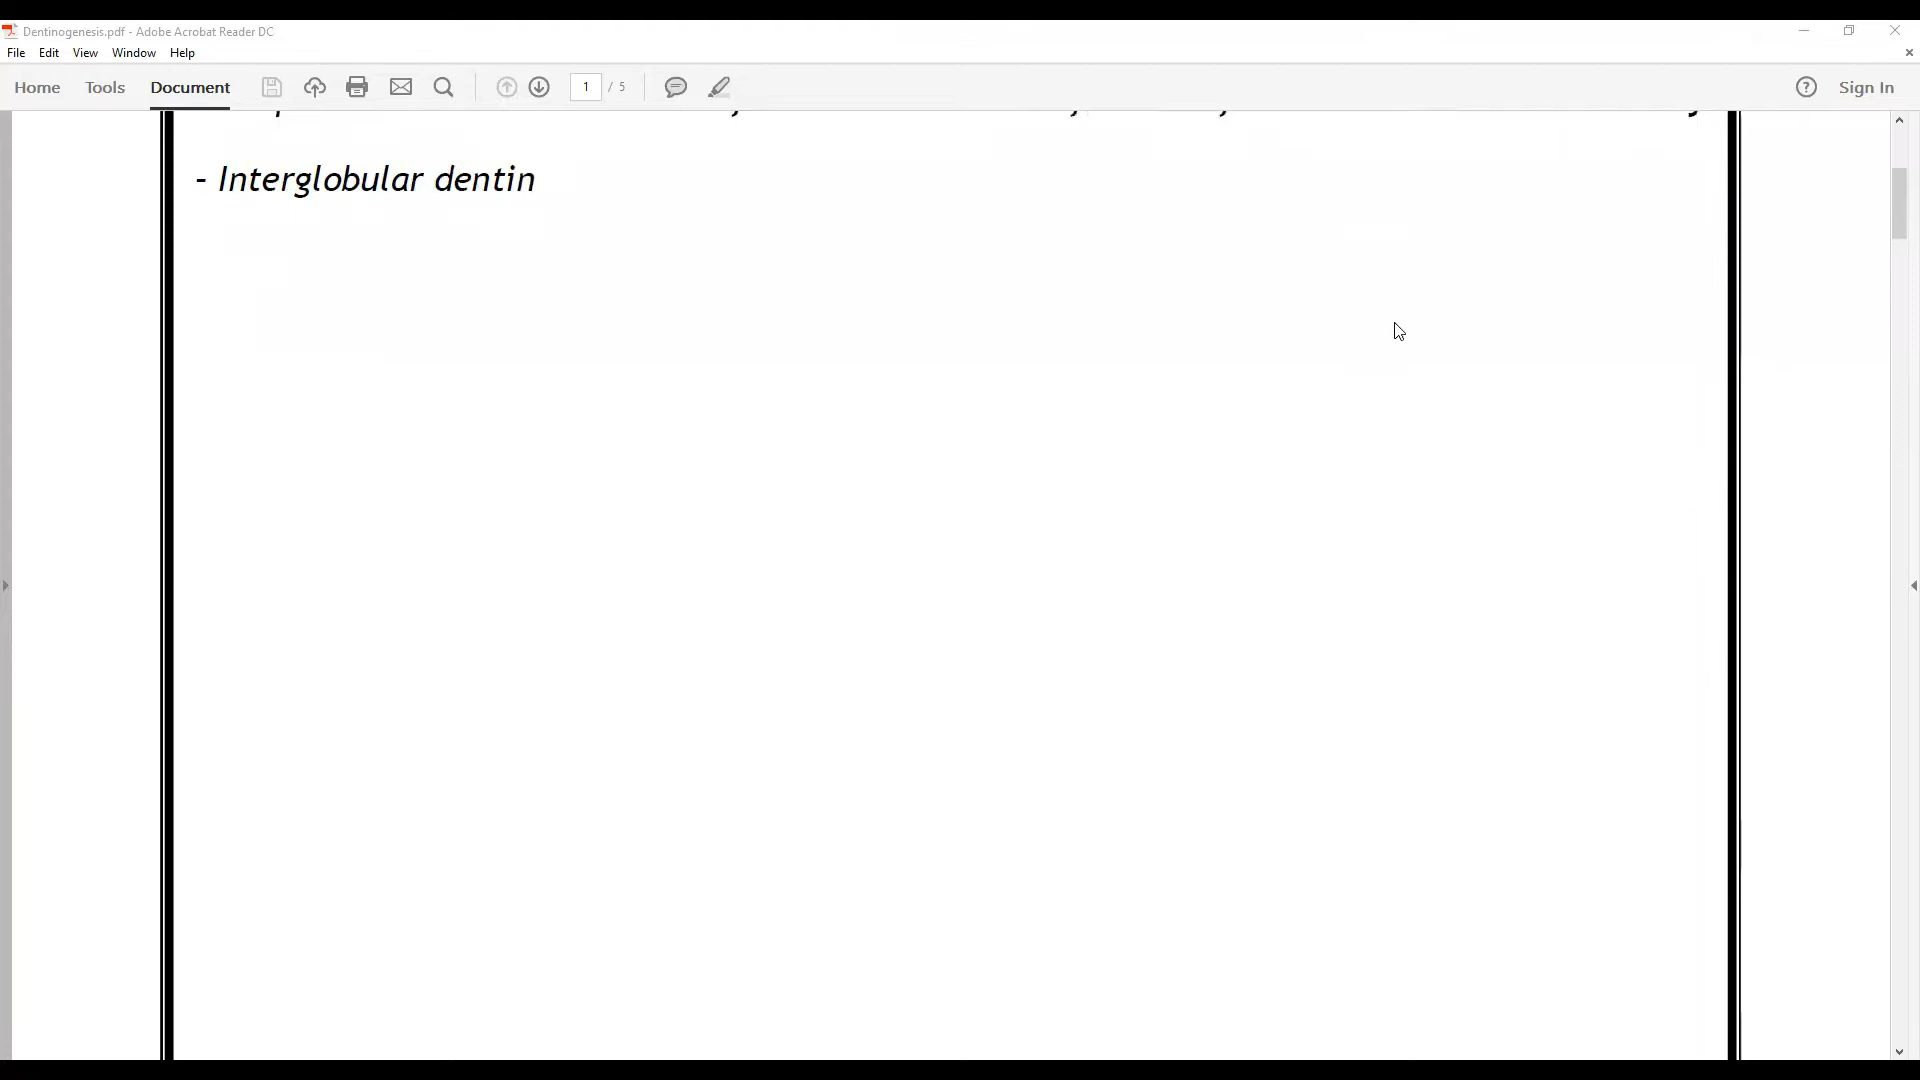 Dentinogenesis.pdf - Adobe Acrobat Reader DC
File Edit View Window Help
Home Tools Document 1 / 5 Sign In
- Interglobular dentin